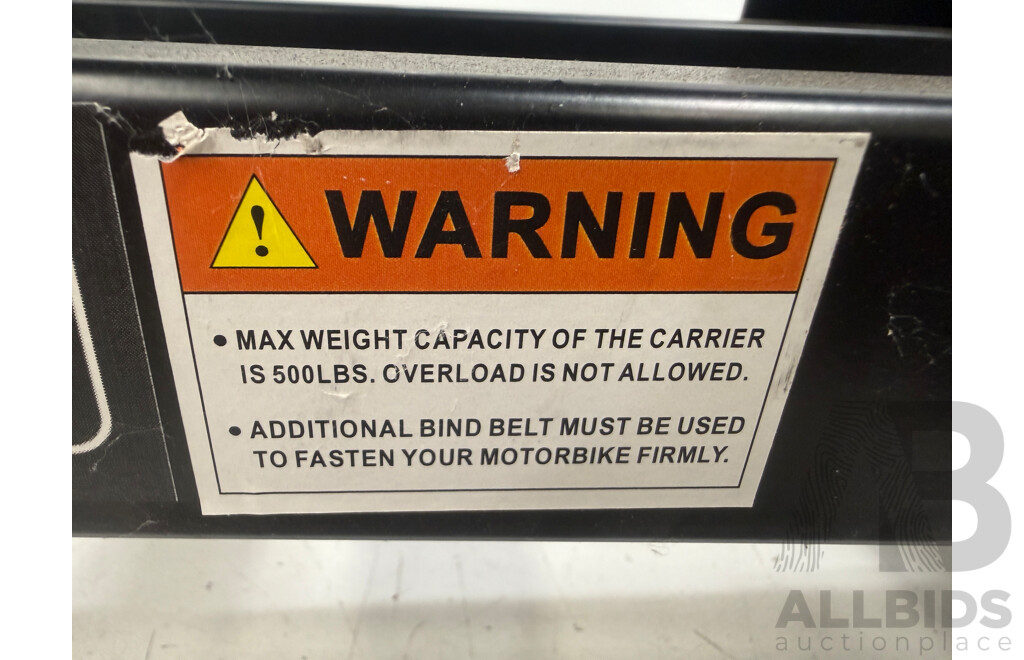 WARNING
• MAX WEIGHT CAPACITY OF THE CARRIER
IS 500LBS. OVERLOAD IS NOT ALLOWED.
• ADDITIONAL BIND BELT MUST BE USED
TO FASTEN YOUR MOTORBIKE FIRMLY.
AB
ALLBIDS
auctionplace